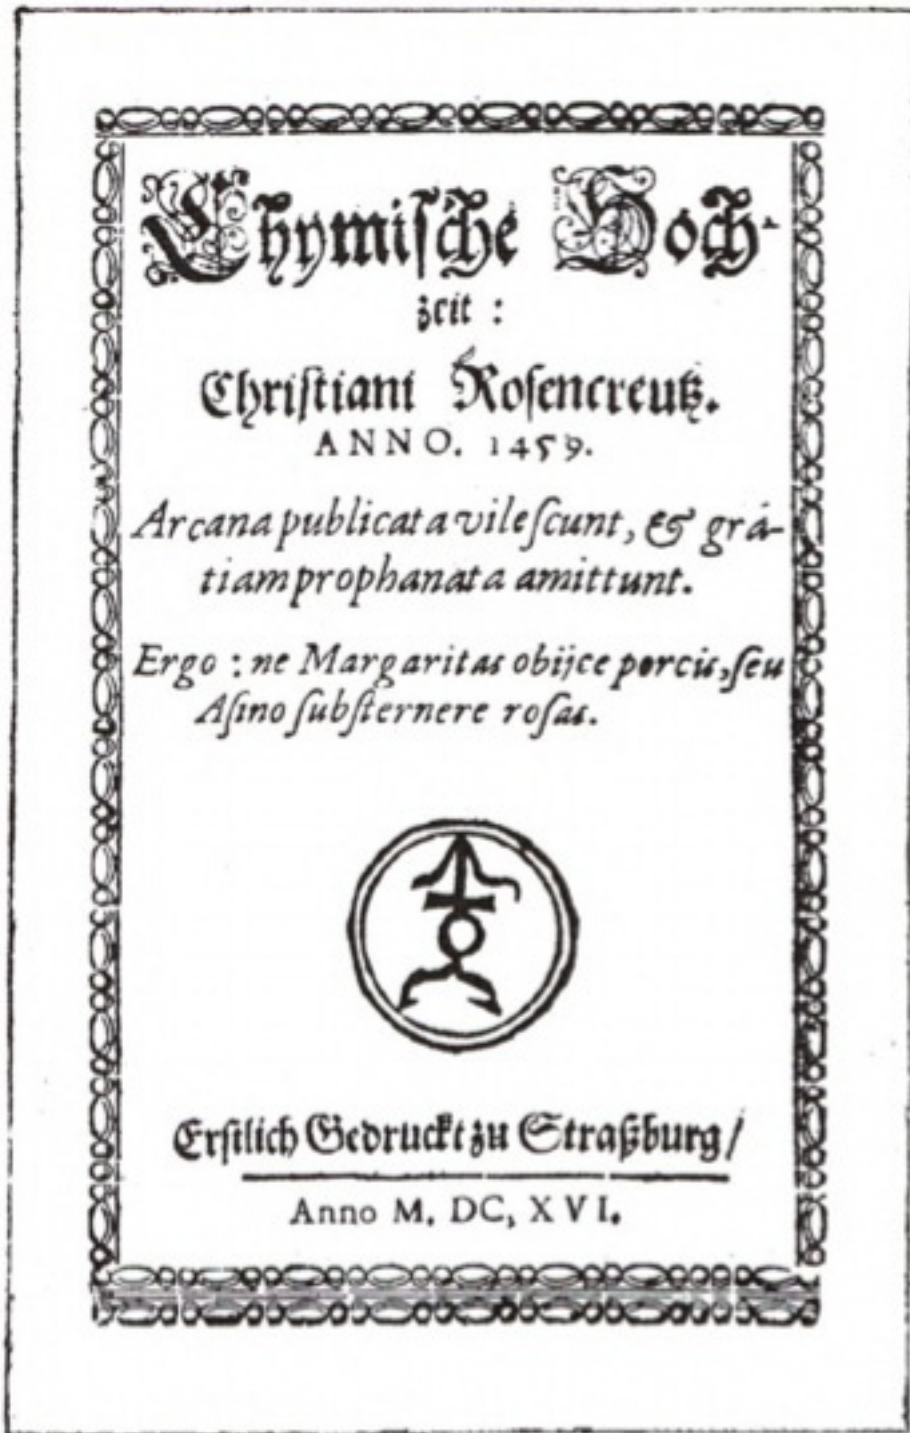 Chymiſche Hoch-
zeit :
Chriſtiani Roſencreutz.
ANNO. 1459.
Arcana publicata vileſcunt, & grá-
tiam prophanata amittunt.
Ergo : ne Margaritas obijce porcis, ſeu
Aſino ſubſternere roſas.
Erſtlich Gedruckt zu Straßburg/
Anno M. DC, XVI.